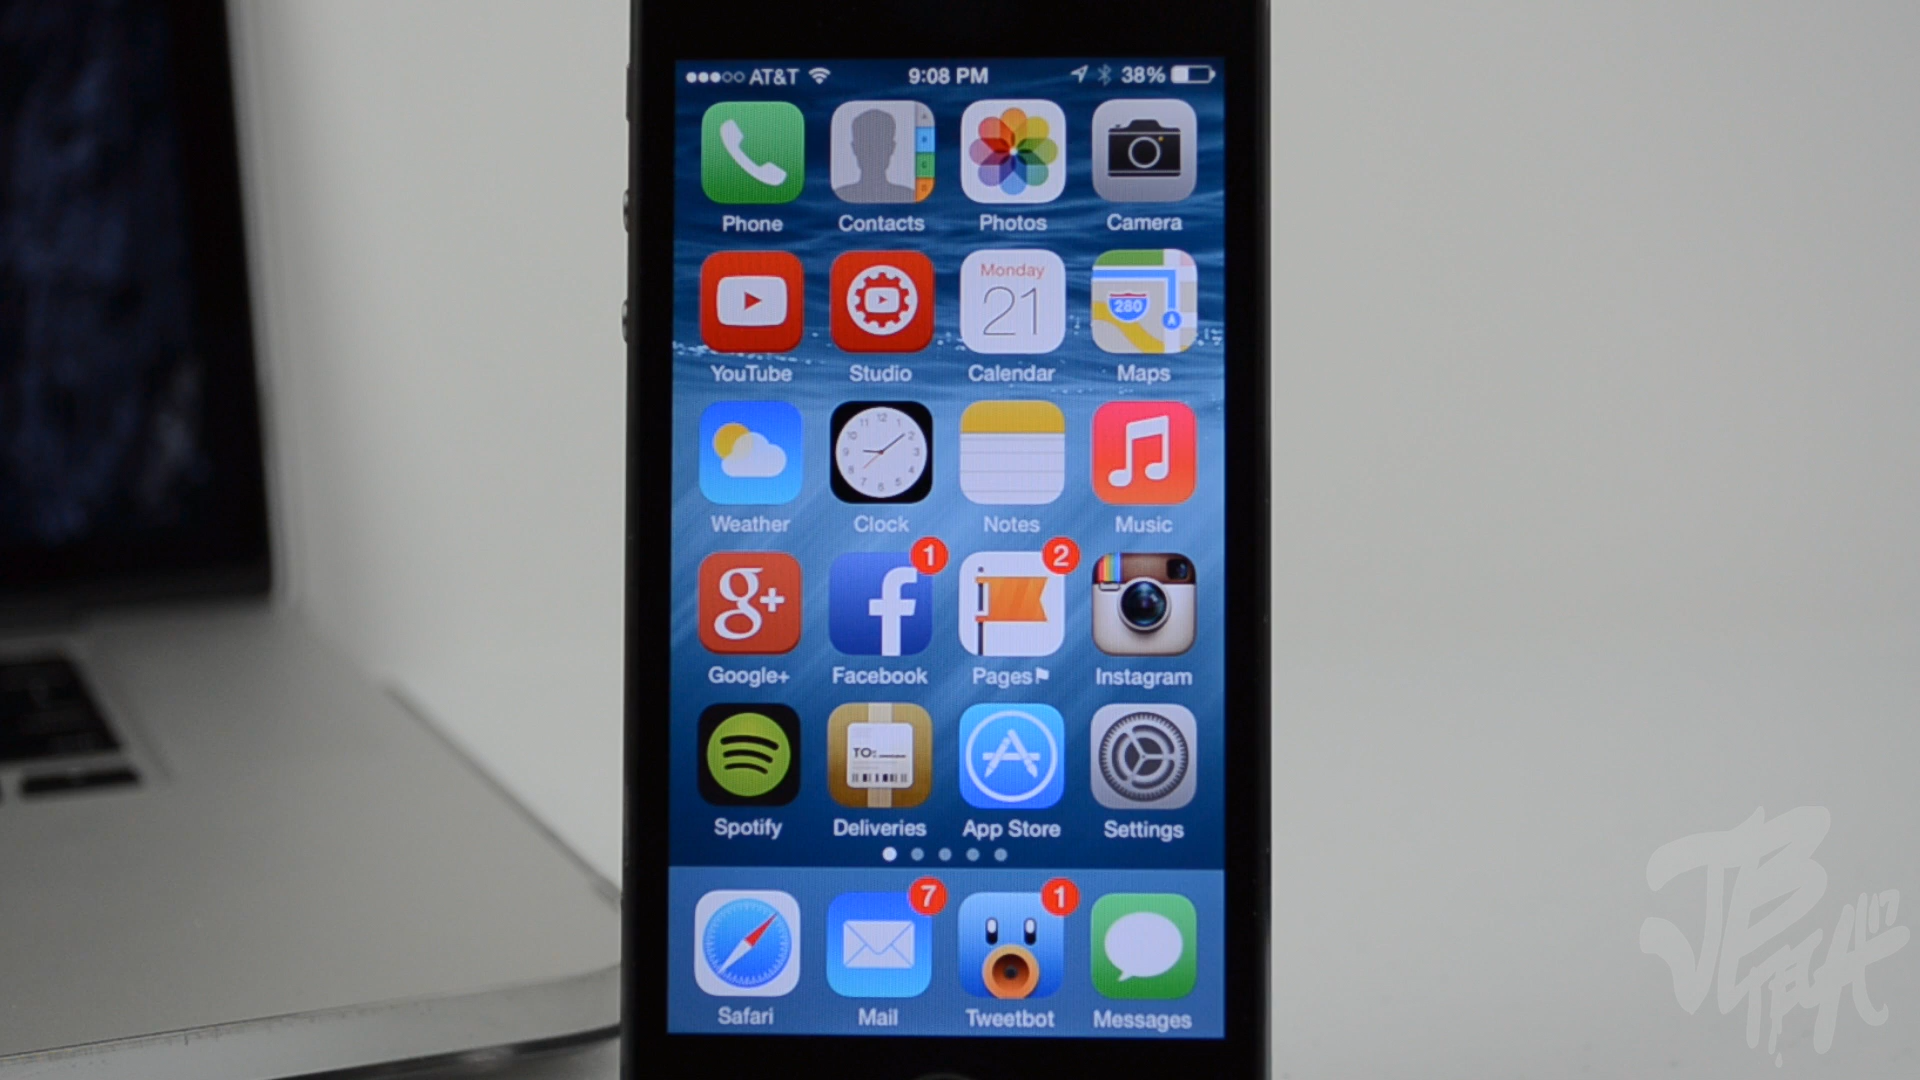 AT&T 9:08 PM 38%
Phone Contacts Photos Camera
Monday
21
280
A
YouTube Studio Calendar Maps
Weather Clock Notes Music
1 2
g+ f
Google+ Facebook Pages Instagram
TO:
Spotify Deliveries App Store Settings
7 1
Safari Mail Tweetbot Messages